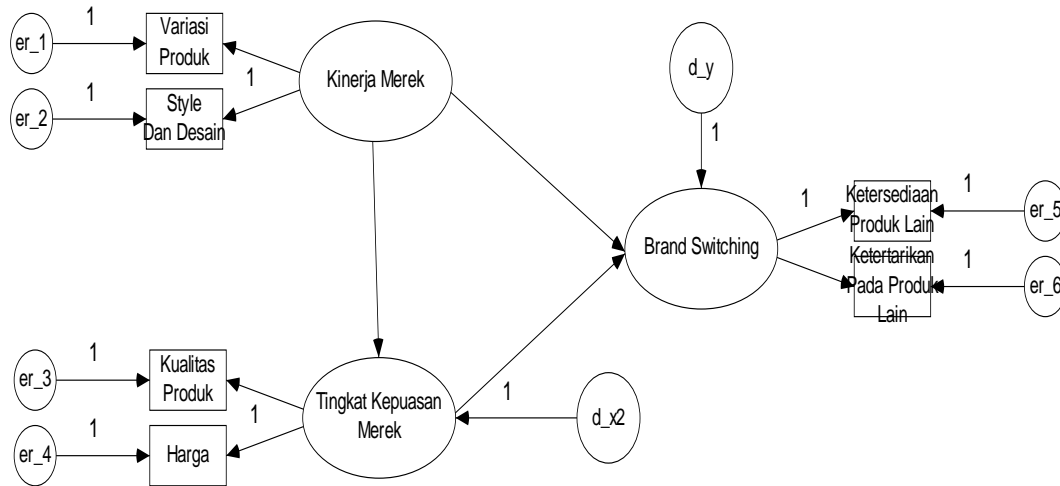 er_1
1
Variasi
Produk
er_2
1
Style
Dan Desain
1
Kinerja Merek
d_y
1
Brand Switching
1
Ketersediaan
Produk Lain
1
er_5
Ketertarikan
Pada Produk
Lain
1
er_6
er_3
1
Kualitas
Produk
er_4
1
Harga
1
Tingkat Kepuasan
Merek
1
d_x2